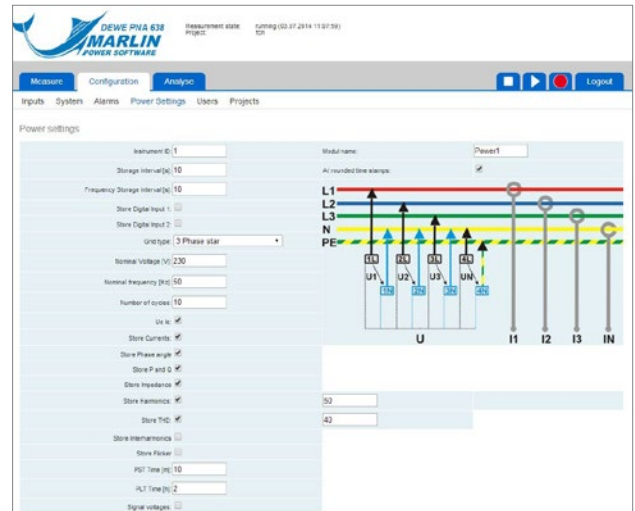 DEWE PNA 638
MARLIN
POWER SOFTWARE
Measurement state: running (03.07.2014 11:07:59)
Project:
Measure Configuration Analyse Logout
Inputs System Alarms Power Settings Users Projects
Power settings
Instrument ID: 1 Modul name: Power1
Storage interval [s]: 10 At rounded time stamps:
Frequency Storage interval [s]: 10
Store Digital Input 1:
Store Digital Input 2:
Grid type: 3 Phase star
Nominal Voltage [V]: 230
Nominal frequency [Hz]: 50
Number of cycles: 10
Store Currents:
Store Phase angle
Store P and Q
Store Impedance
Store Harmonics: 50
Store THD: 40
Store Interharmonics
Store Flicker
PST Time [m]: 10
PLT Time [h]: 2
Signal voltages:
L1
L2
L3
N
PE
1L 2L 3L 4L
U1 U2 U3 UN
1N 2N 3N 4N
U I1 I2 I3 IN